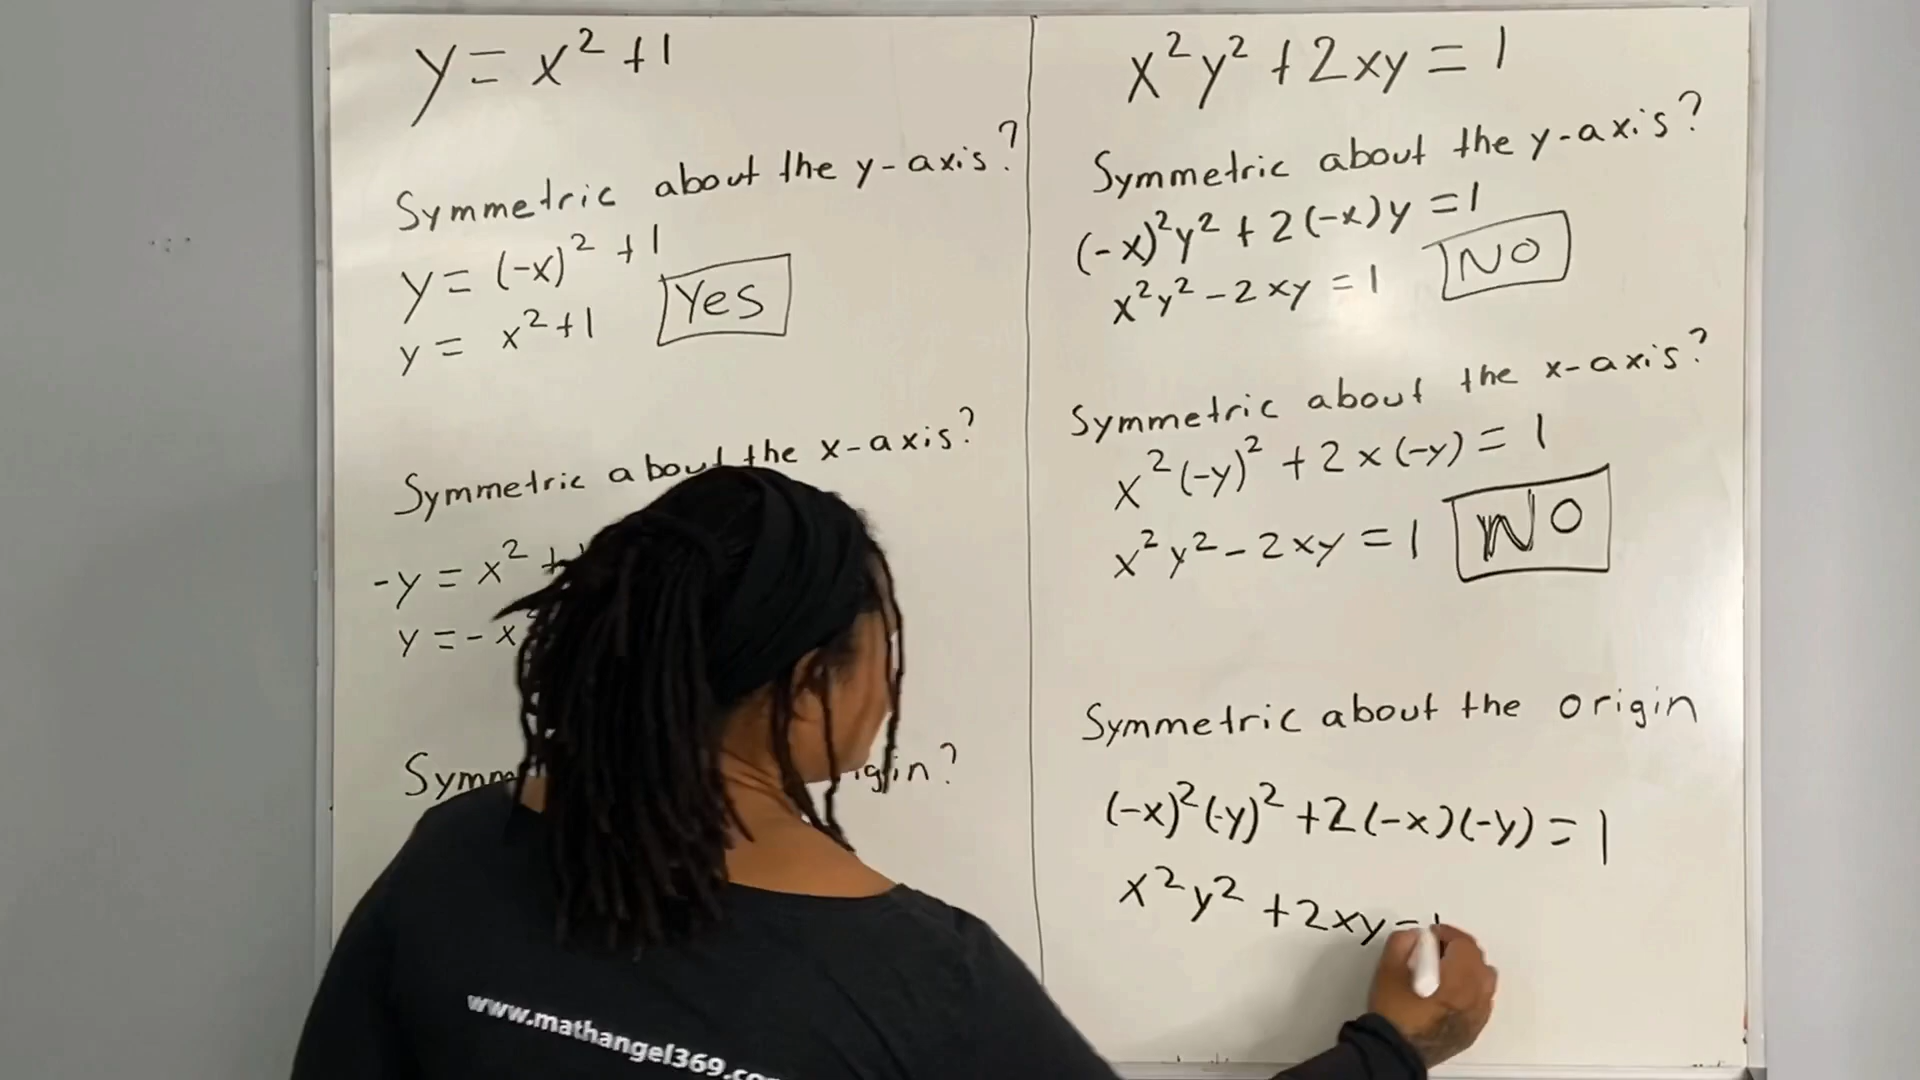 y = x² + 1
Symmetric about the y-axis?
y = (-x)² + 1
y = x² + 1
Yes
Symmetric about the x-axis?
-y = x² +
y = -x²
igin?
x²y² + 2xy = 1
Symmetric about the y-axis?
(-x)²y² + 2(-x)y = 1
x²y² - 2xy = 1
NO
Symmetric about the x-axis?
x²(-y)² + 2x(-y) = 1
x²y² - 2xy = 1
NO
Symmetric about the origin
(-x)²(-y)² + 2(-x)(-y) = 1
x²y² + 2xy = 1
www.mathangel369.co